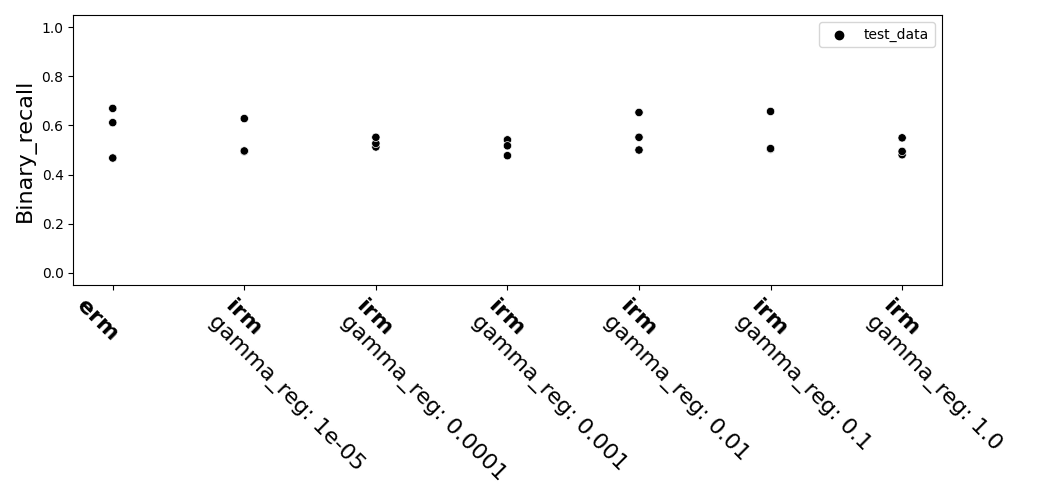 test_data
Binary_recall
1.0
0.8
0.6
0.4
0.2
0.0
erm
irm
gamma_reg: 1e-05
irm
gamma_reg: 0.0001
irm
gamma_reg: 0.001
irm
gamma_reg: 0.01
irm
gamma_reg: 0.1
irm
gamma_reg: 1.0